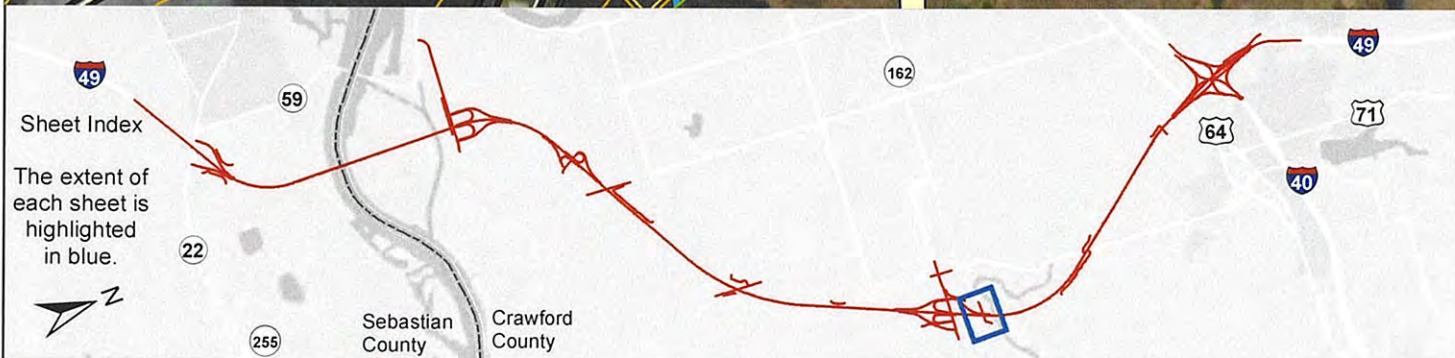 49
Sheet Index
The extent of
each sheet is
highlighted
in blue.
N
59
22
255
Sebastian
County
Crawford
County
162
64
49
71
40